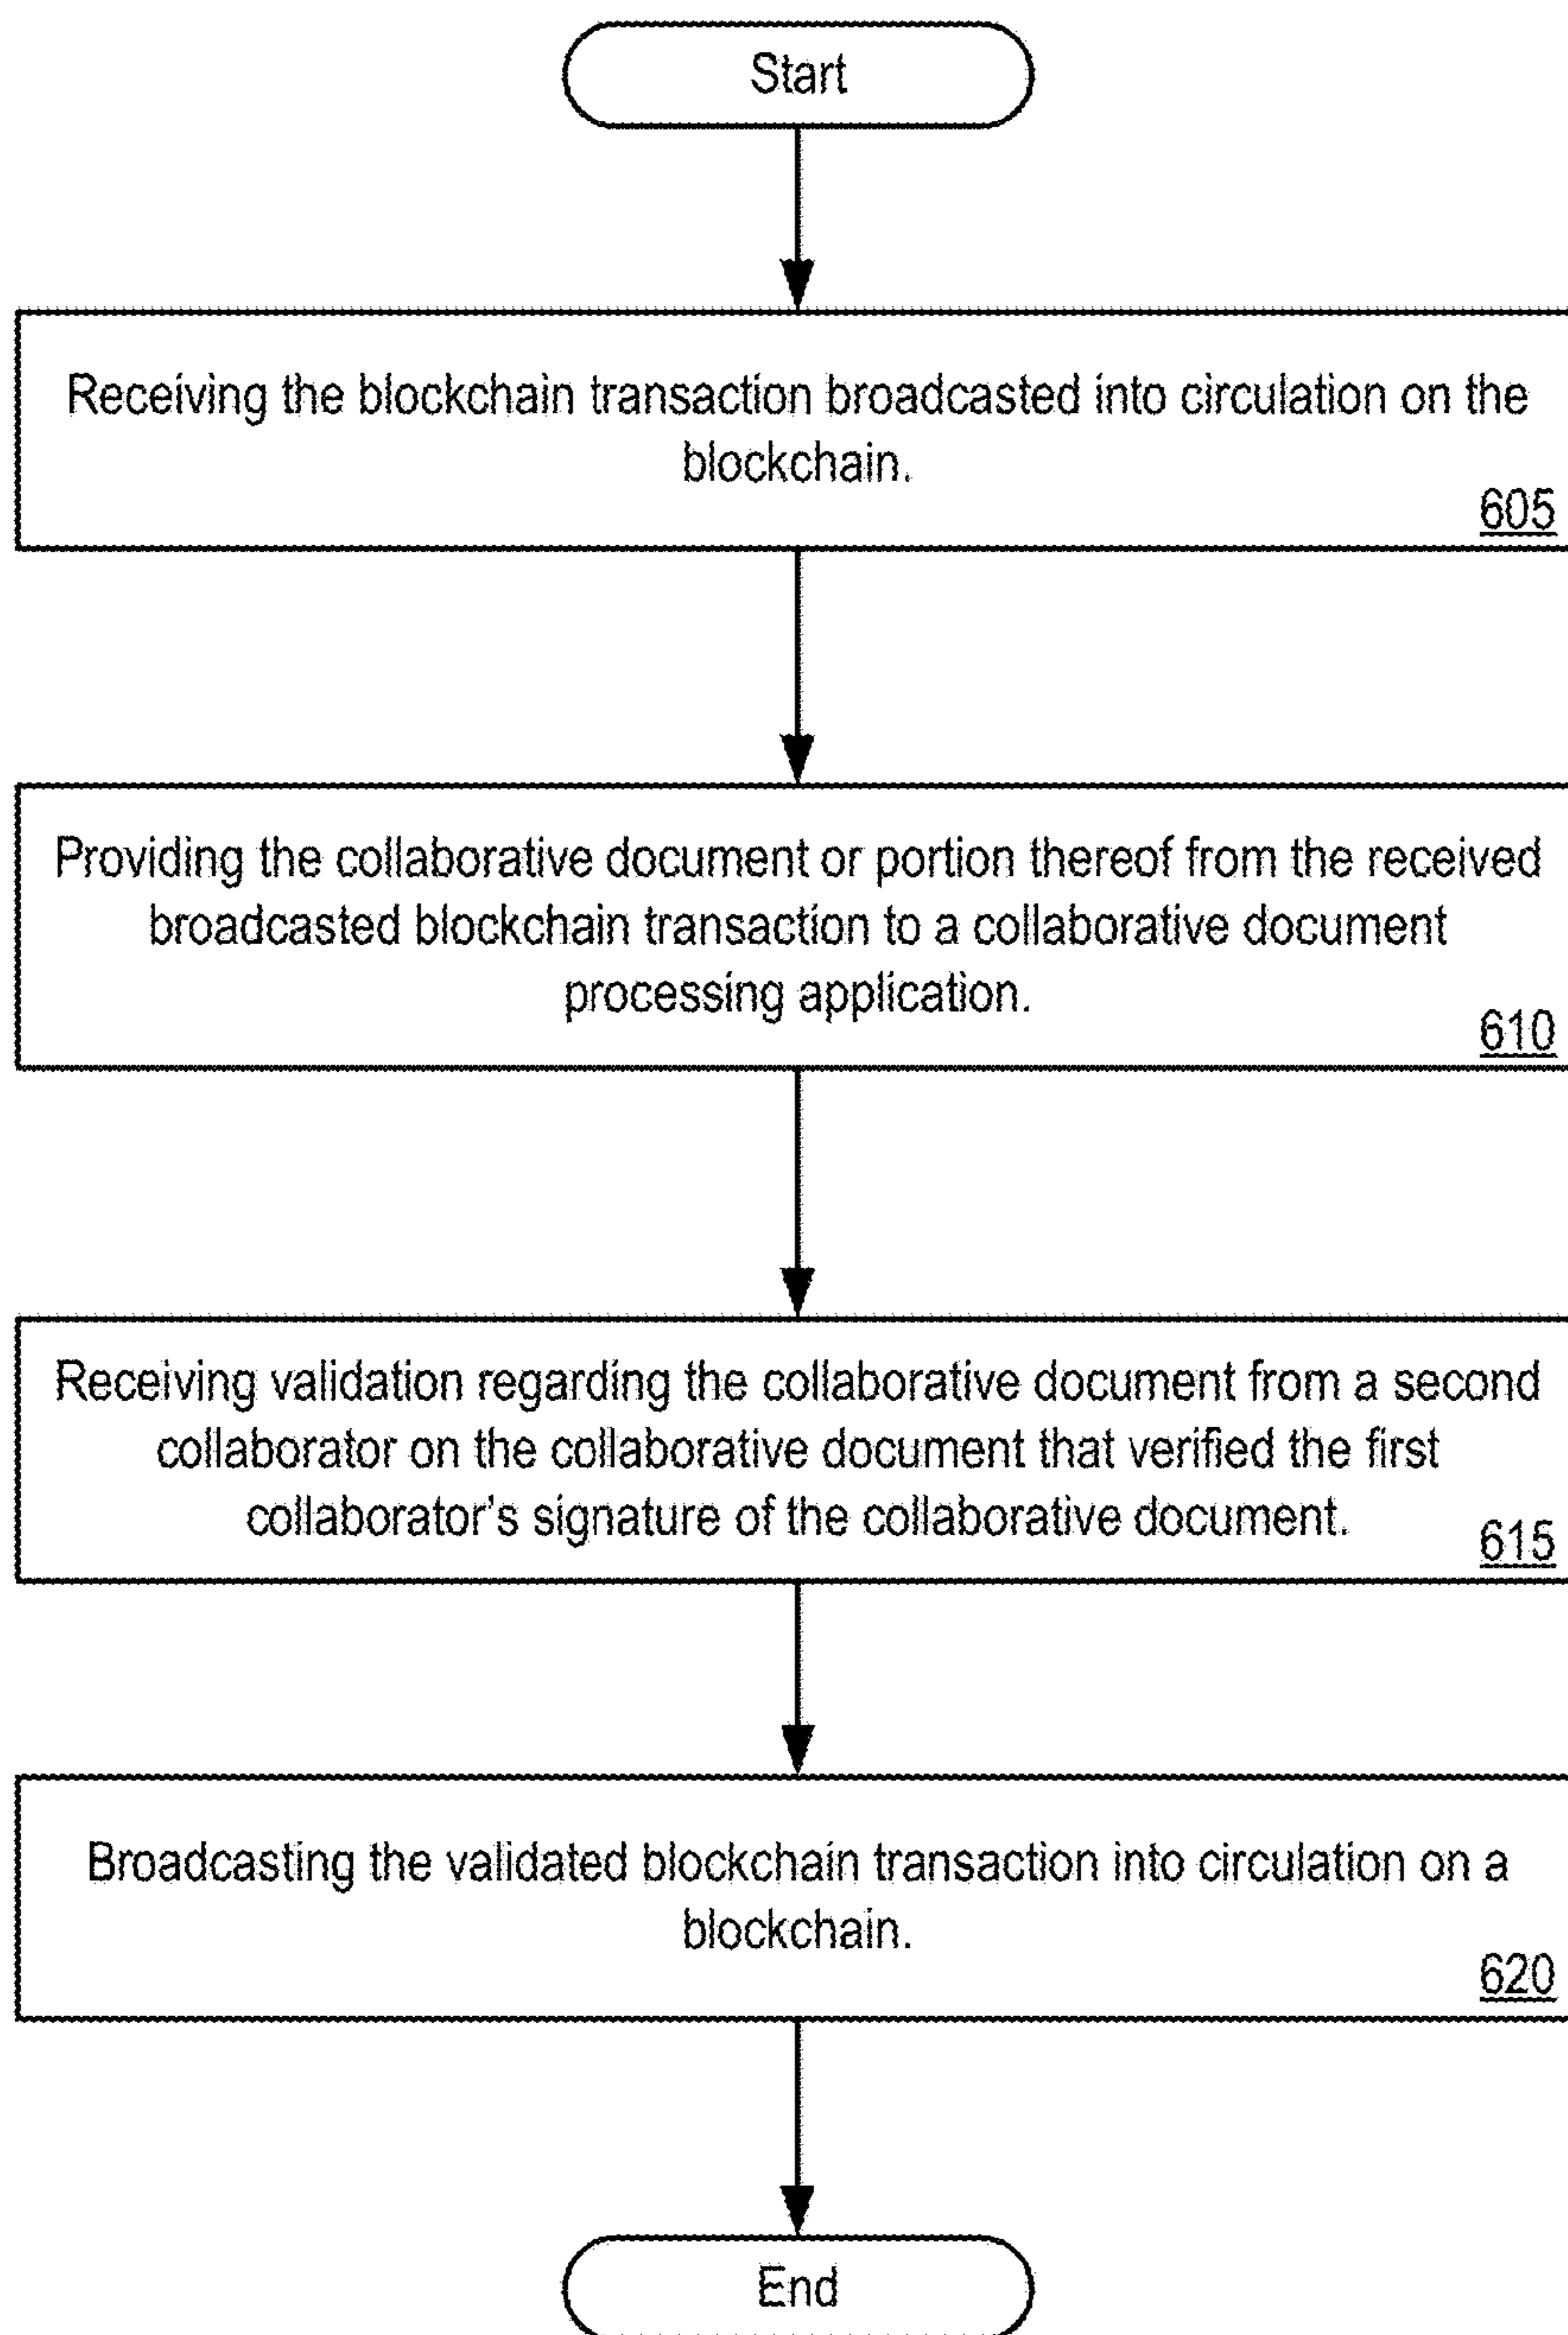 Start
Receiving the blockchain transaction broadcasted into circulation on the
blockchain.
605
Providing the collaborative document or portion thereof from the received
broadcasted blockchain transaction to a collaborative document
processing application.
610
Receiving validation regarding the collaborative document from a second
collaborator on the collaborative document that verified the first
collaborator's signature of the collaborative document.
615
Broadcasting the validated blockchain transaction into circulation on a
blockchain.
620
End